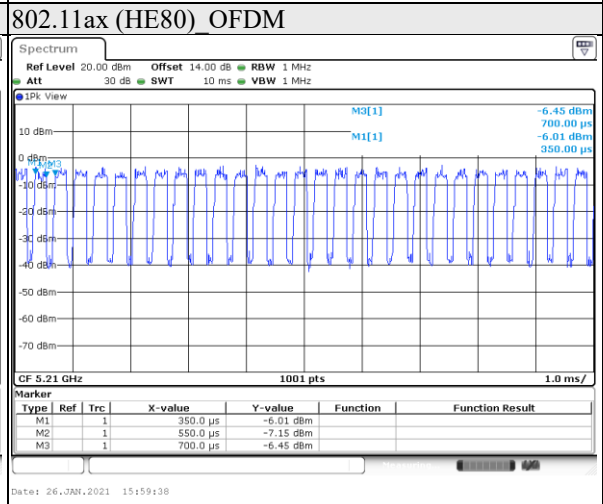 802.11ax (HE80)_OFDM
Spectrum
Ref Level 20.00 dBm Offset 14.00 dB RBW 1 MHz
Att 30 dB SWT 10 ms VBW 1 MHz
1Pk View
M3[1] -6.45 dBm
700.00 µs
10 dBm
M1[1] -6.01 dBm
350.00 µs
0 dBm
M3
-10 dBm
-20 dBm
-30 dBm
-40 dBm
-50 dBm
-60 dBm
-70 dBm
CF 5.21 GHz 1001 pts 1.0 ms/
Marker
Type Ref Trc X-value Y-value Function Function Result
M1 1 350.0 µs -6.01 dBm
M2 1 550.0 µs -7.15 dBm
M3 1 700.0 µs -6.45 dBm
Date: 26.JAN.2021 15:59:38